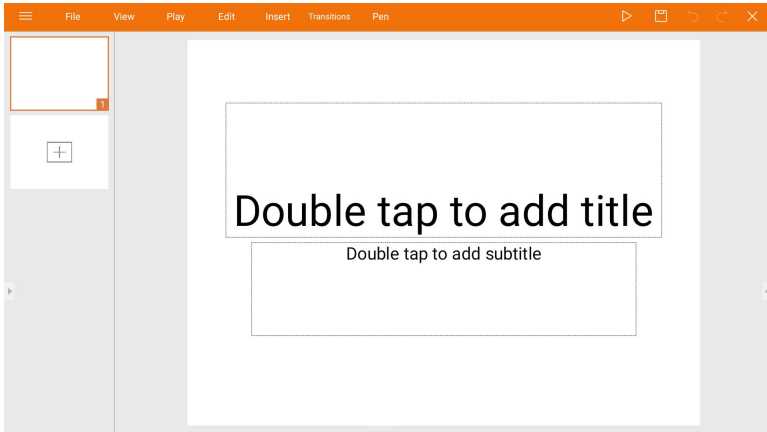 File View Play Edit Insert Transitions Pen
1
Double tap to add title
Double tap to add subtitle